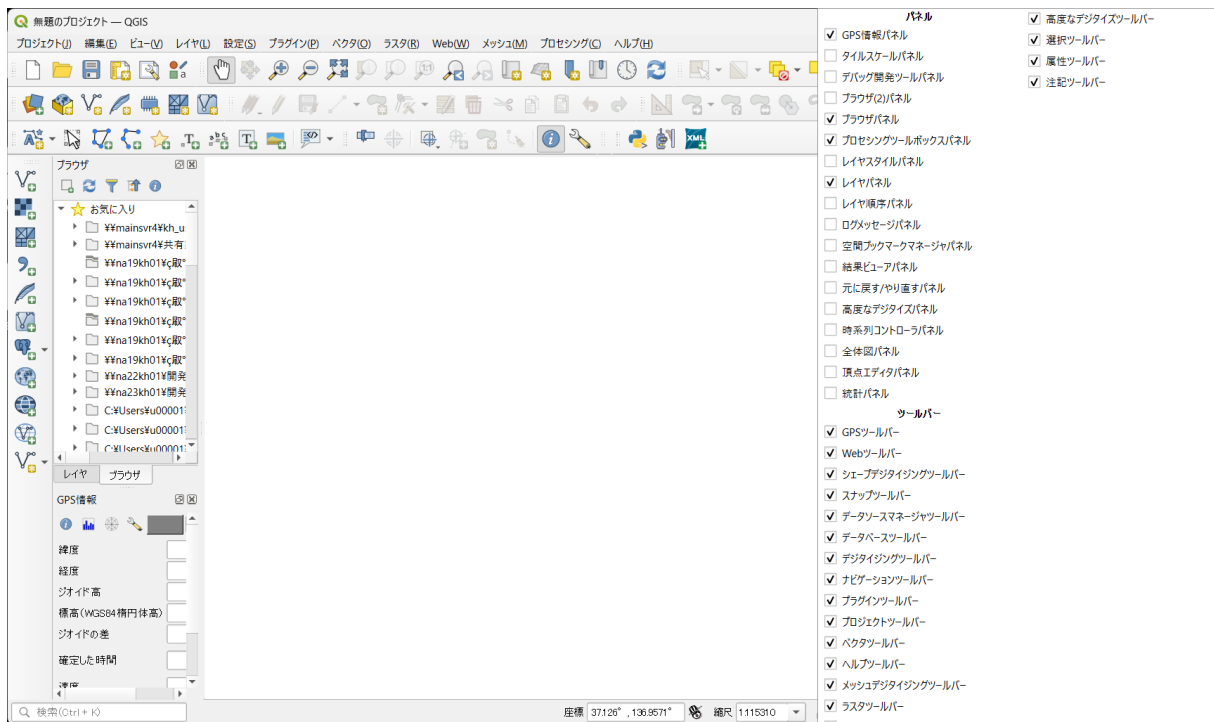 無題のプロジェクト — QGIS
プロジェクト(J) 編集(E) ビュー(V) レイヤ(L) 設定(S) プラグイン(P) ベクタ(O) ラスタ(R) Web(W) メッシュ(M) プロセシング(C) ヘルプ(H)
ブラウザ
お気に入り
¥¥mainsvr4¥kh_u
¥¥mainsvr4¥共有
¥¥na19kh01¥ç取°
¥¥na19kh01¥ç取°
¥¥na19kh01¥ç取°
¥¥na19kh01¥ç取°
¥¥na19kh01¥ç取°
¥¥na19kh01¥ç取°
¥¥na22kh01¥開発
¥¥na23kh01¥開発
C:¥Users¥u00001
C:¥Users¥u00001
C:¥Users¥u00001
レイヤ ブラウザ
GPS情報
緯度
経度
ジオイド高
標高(WGS84楕円体高)
ジオイドの差
確定した時間
速度
検索(Ctrl + K)
座標 37.126° , 136.9571° 縮尺 1:115310
パネル
GPS情報パネル
タイルスケールパネル
デバッグ開発ツールパネル
ブラウザ(2)パネル
ブラウザパネル
プロセシングツールボックスパネル
レイヤスタイルパネル
レイヤパネル
レイヤ順序パネル
ログメッセージパネル
空間ブックマークマネージャパネル
結果ビューアパネル
元に戻す/やり直すパネル
高度なデジタイズパネル
時系列コントローラパネル
全体図パネル
頂点エディタパネル
統計パネル
ツールバー
GPSツールバー
Webツールバー
シェープデジタイジングツールバー
スナップツールバー
データソースマネージャツールバー
データベースツールバー
デジタイジングツールバー
ナビゲーションツールバー
プラグインツールバー
プロジェクトツールバー
ベクタツールバー
ヘルプツールバー
メッシュデジタイジングツールバー
ラスタツールバー
高度なデジタイズツールバー
選択ツールバー
属性ツールバー
注記ツールバー